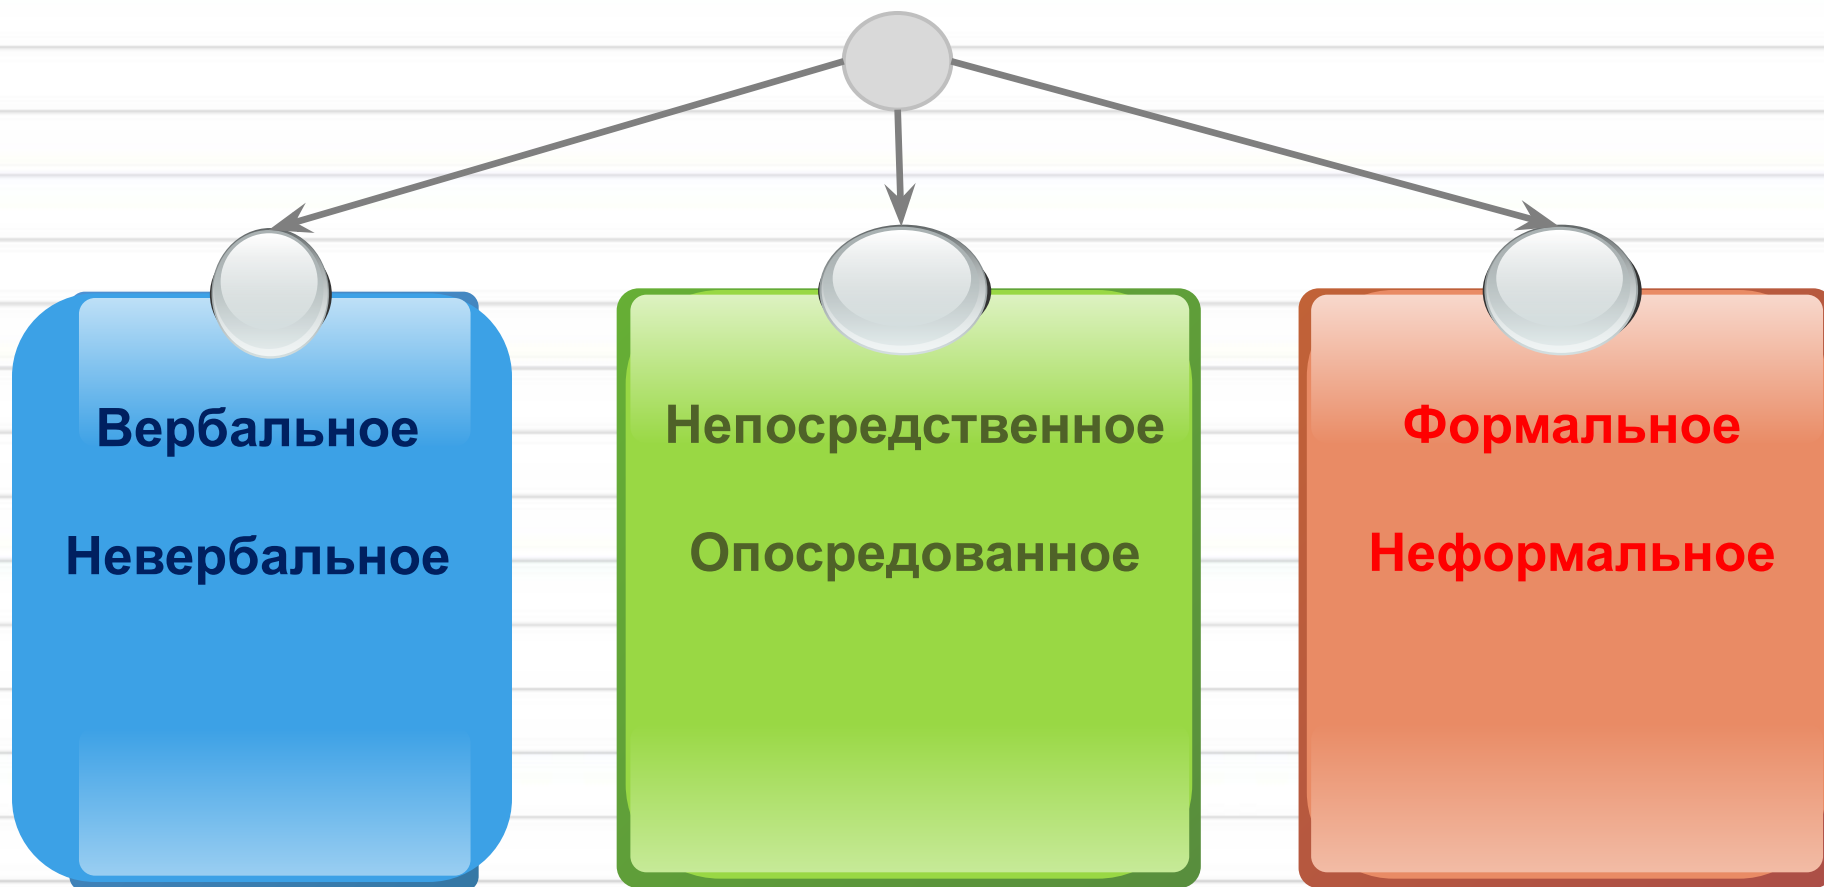 Вербальное
Невербальное
Непосредственное
Опосредованное
Формальное
Неформальное